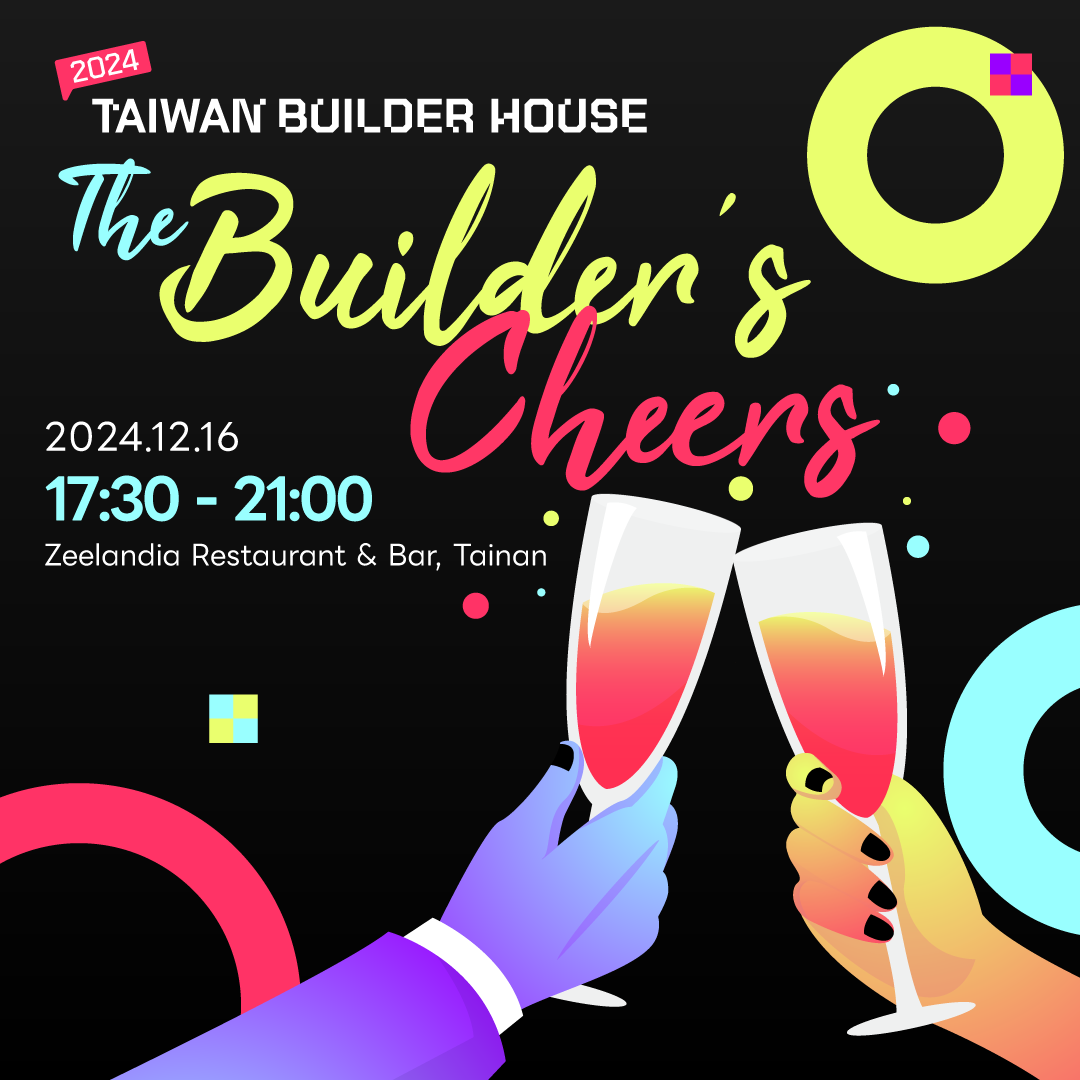 2024
TAIWAN BUILDER HOUSE
The Builder's
Cheers
2024.12.16
17:30 - 21:00
Zeelandia Restaurant & Bar, Tainan